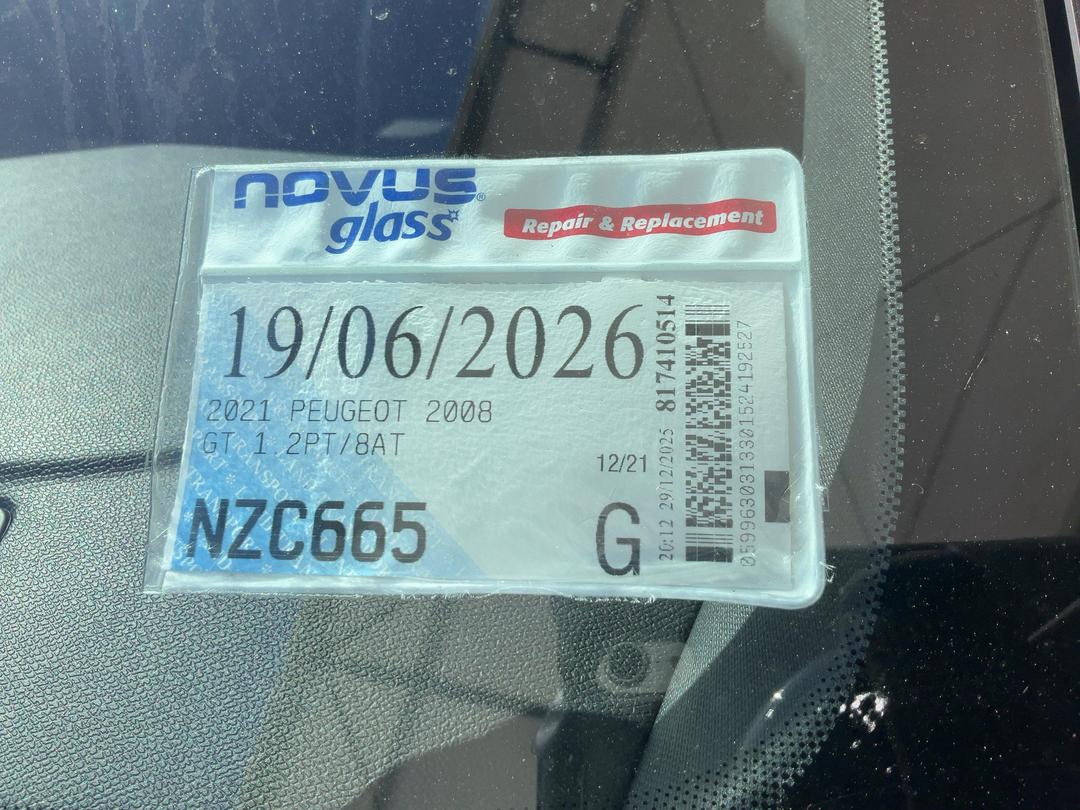 novus®
glass
Repair & Replacement
19/06/2026
2021 PEUGEOT 2008
GT 1.2PT/8AT
12/21
NZC665
G
20:12 29/12/2025 817410514